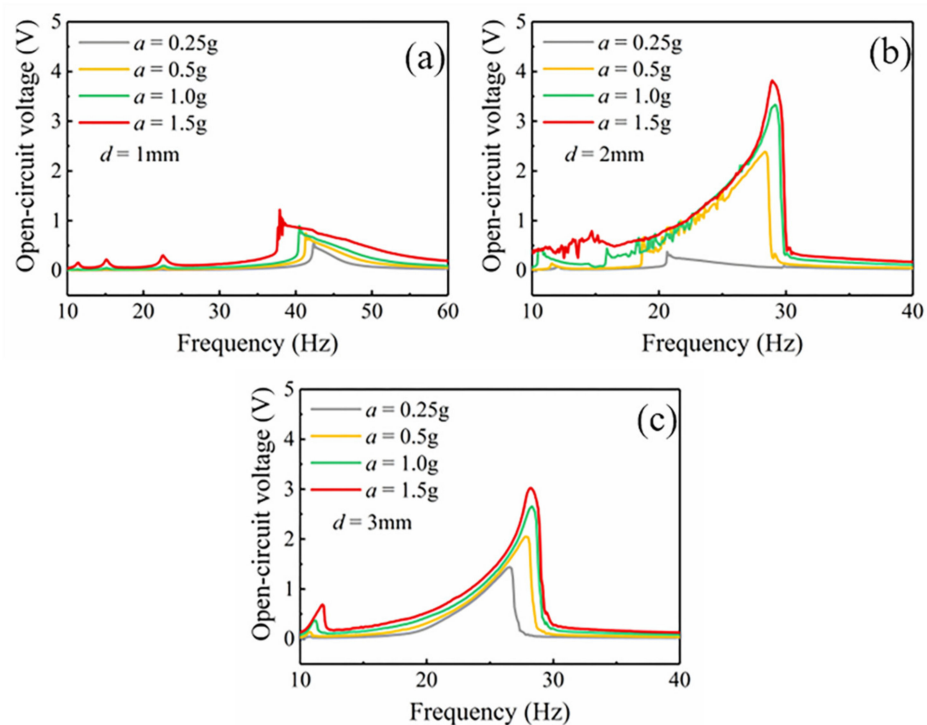 (a)
Open-circuit voltage (V)
5
4
3
2
1
0
a = 0.25g
a = 0.5g
a = 1.0g
a = 1.5g
d = 1mm
10 20 30 40 50 60
Frequency (Hz)
(b)
Open-circuit voltage (V)
5
4
3
2
1
0
a = 0.25g
a = 0.5g
a = 1.0g
a = 1.5g
d = 2mm
10 20 30 40
Frequency (Hz)
(c)
Open-circuit voltage (V)
5
4
3
2
1
0
a = 0.25g
a = 0.5g
a = 1.0g
a = 1.5g
d = 3mm
10 20 30 40
Frequency (Hz)